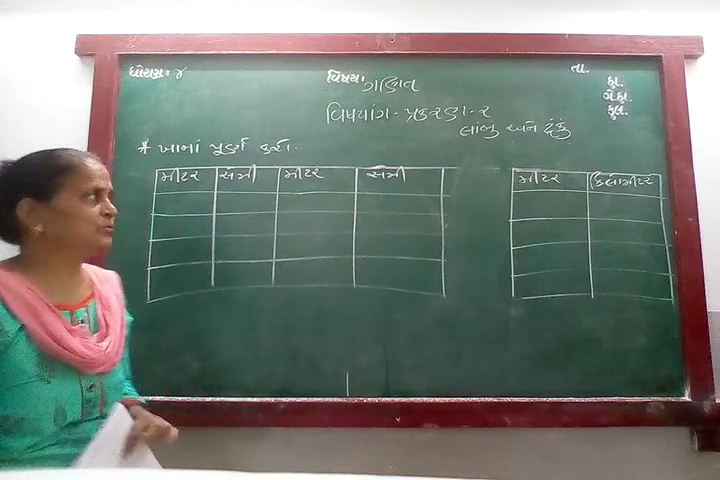 ધોરણ: ૪
વિષય: ગણિત
તા.
હા.
ગે.હા.
કુલ.
વિષયાંગ - પ્રકરણ - ૨
લાંબુ અને ટૂંકું
* ખાનાં પૂર્ણ કરો.
મીટર સેમી મીટર સેમી
મીટર કિલોમીટર